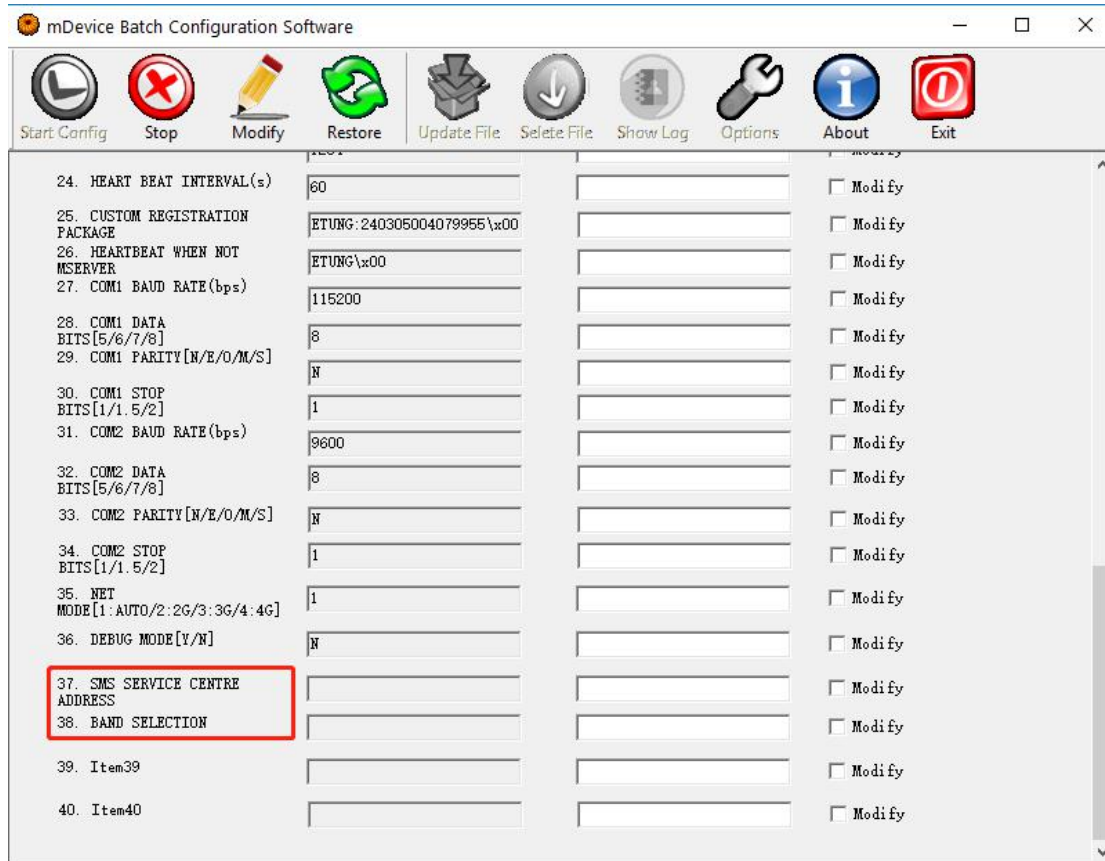 mDevice Batch Configuration Software
Start Config Stop Modify Restore Update File Selete File Show Log Options About Exit
24. HEART BEAT INTERVAL(s) 60 Modify
25. CUSTOM REGISTRATION
PACKAGE ETUNG:240305004079955\x00 Modify
26. HEARTBEAT WHEN NOT
MSERVER ETUNG\x00 Modify
27. COM1 BAUD RATE(bps) 115200 Modify
28. COM1 DATA
BITS[5/6/7/8] 8 Modify
29. COM1 PARITY[N/E/O/M/S] N Modify
30. COM1 STOP
BITS[1/1.5/2] 1 Modify
31. COM2 BAUD RATE(bps) 9600 Modify
32. COM2 DATA
BITS[5/6/7/8] 8 Modify
33. COM2 PARITY[N/E/O/M/S] N Modify
34. COM2 STOP
BITS[1/1.5/2] 1 Modify
35. NET
MODE[1:AUTO/2:2G/3:3G/4:4G] 1 Modify
36. DEBUG MODE[Y/N] N Modify
37. SMS SERVICE CENTRE
ADDRESS Modify
38. BAND SELECTION Modify
39. Item39 Modify
40. Item40 Modify